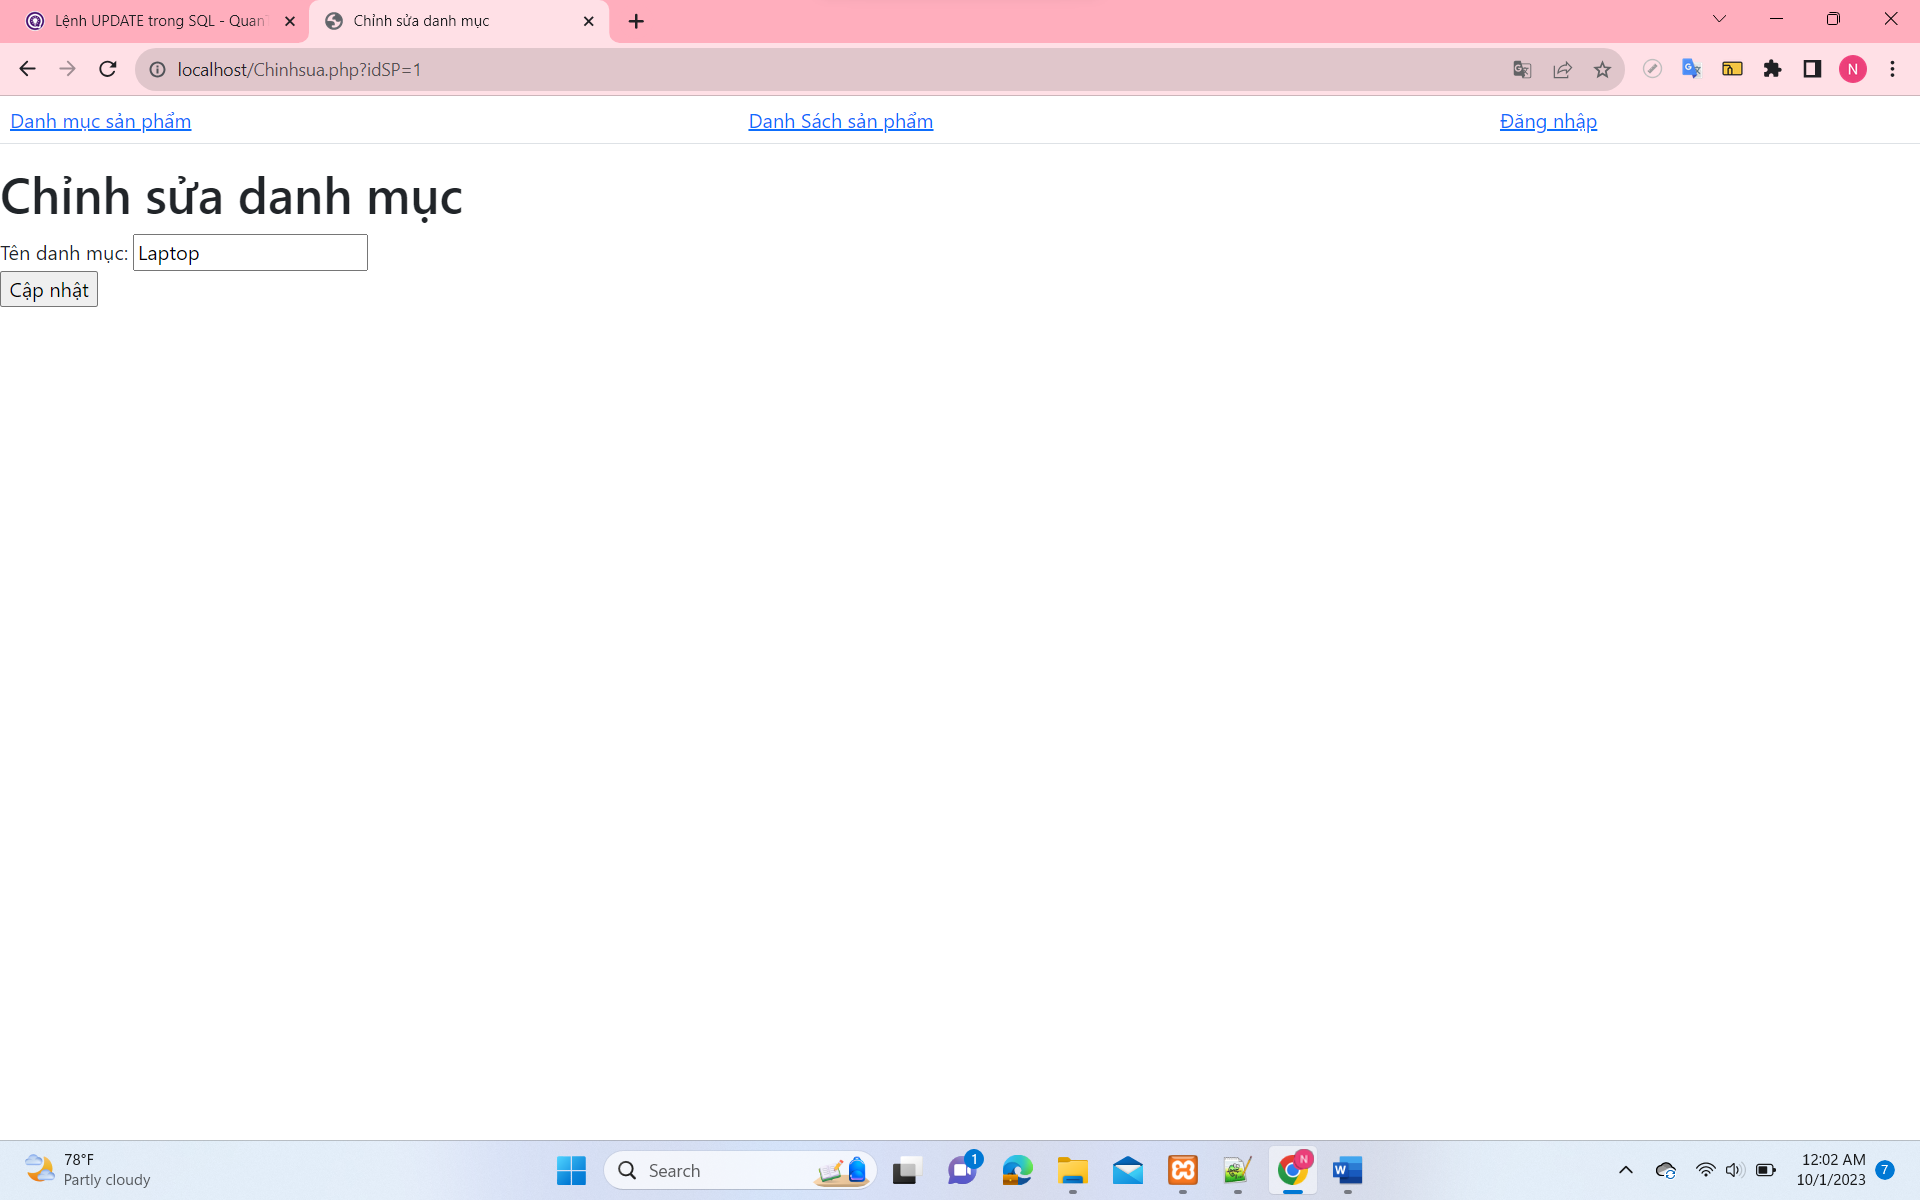 Lệnh UPDATE trong SQL - Quan
Chỉnh sửa danh mục
localhost/Chinhsua.php?idSP=1
N
Danh mục sản phẩm
Danh Sách sản phẩm
Đăng nhập
Chỉnh sửa danh mục
Tên danh mục: Laptop
Cập nhật
78°F
Partly cloudy
Search
1
N
12:02 AM
10/1/2023
7